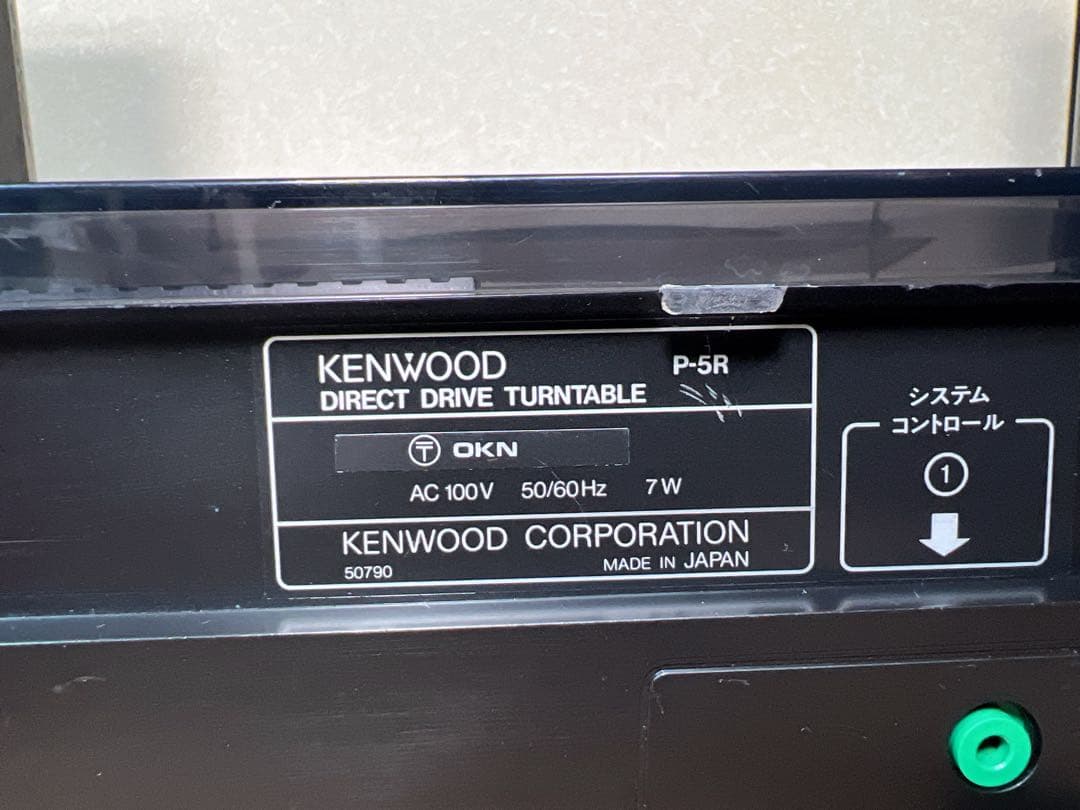 KENWOOD P-5R
DIRECT DRIVE TURNTABLE
〶 OKN
AC 100V 50/60Hz 7W
KENWOOD CORPORATION
50790 MADE IN JAPAN
システム
コントロール
①